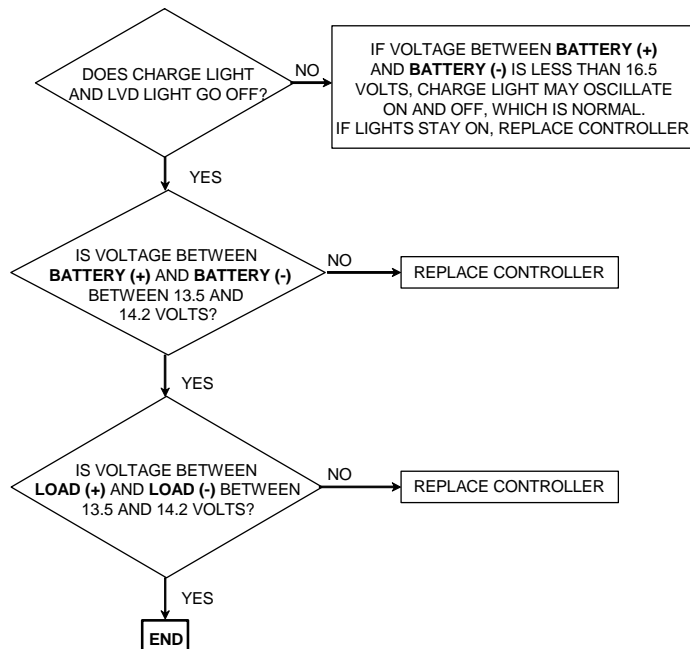 DOES CHARGE LIGHT
AND LVD LIGHT GO OFF?
NO
IF VOLTAGE BETWEEN BATTERY (+)
AND BATTERY (-) IS LESS THAN 16.5
VOLTS, CHARGE LIGHT MAY OSCILLATE
ON AND OFF, WHICH IS NORMAL.
IF LIGHTS STAY ON, REPLACE CONTROLLER
YES
IS VOLTAGE BETWEEN
BATTERY (+) AND BATTERY (-)
BETWEEN 13.5 AND
14.2 VOLTS?
NO
REPLACE CONTROLLER
YES
IS VOLTAGE BETWEEN
LOAD (+) AND LOAD (-) BETWEEN
13.5 AND 14.2 VOLTS?
NO
REPLACE CONTROLLER
YES
END